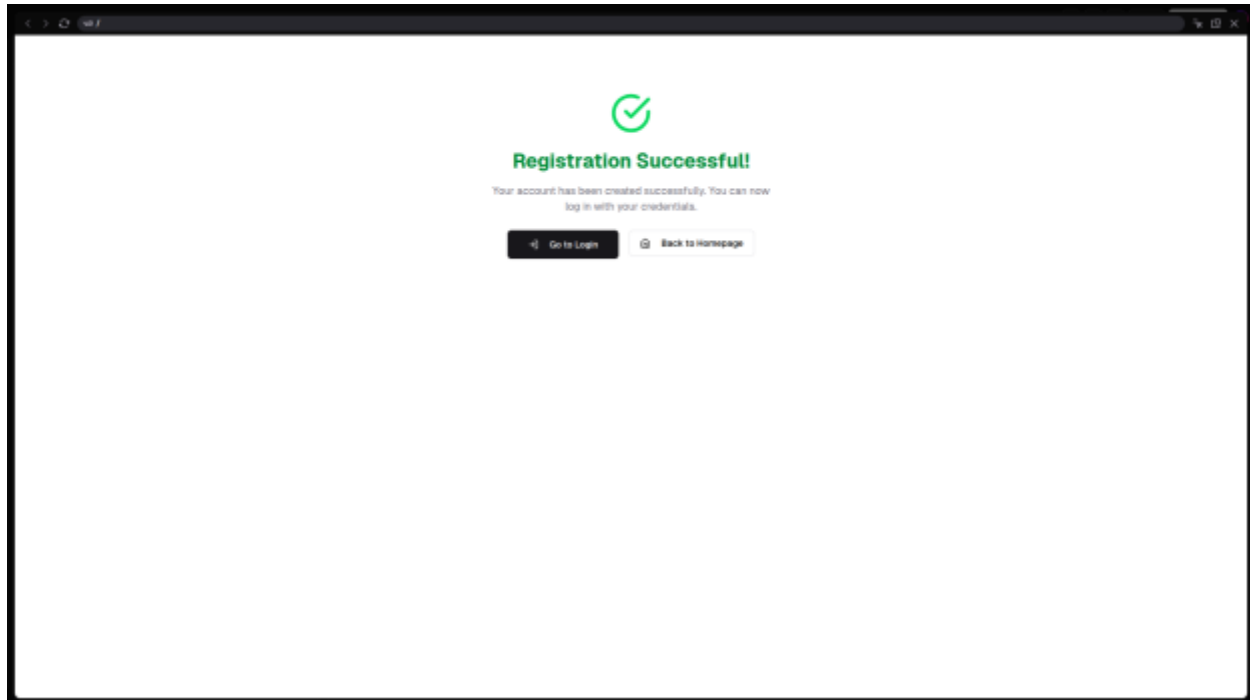 Registration Successful!
Your account has been created successfully. You can now
log in with your credentials.
Go to Login
Back to Homepage